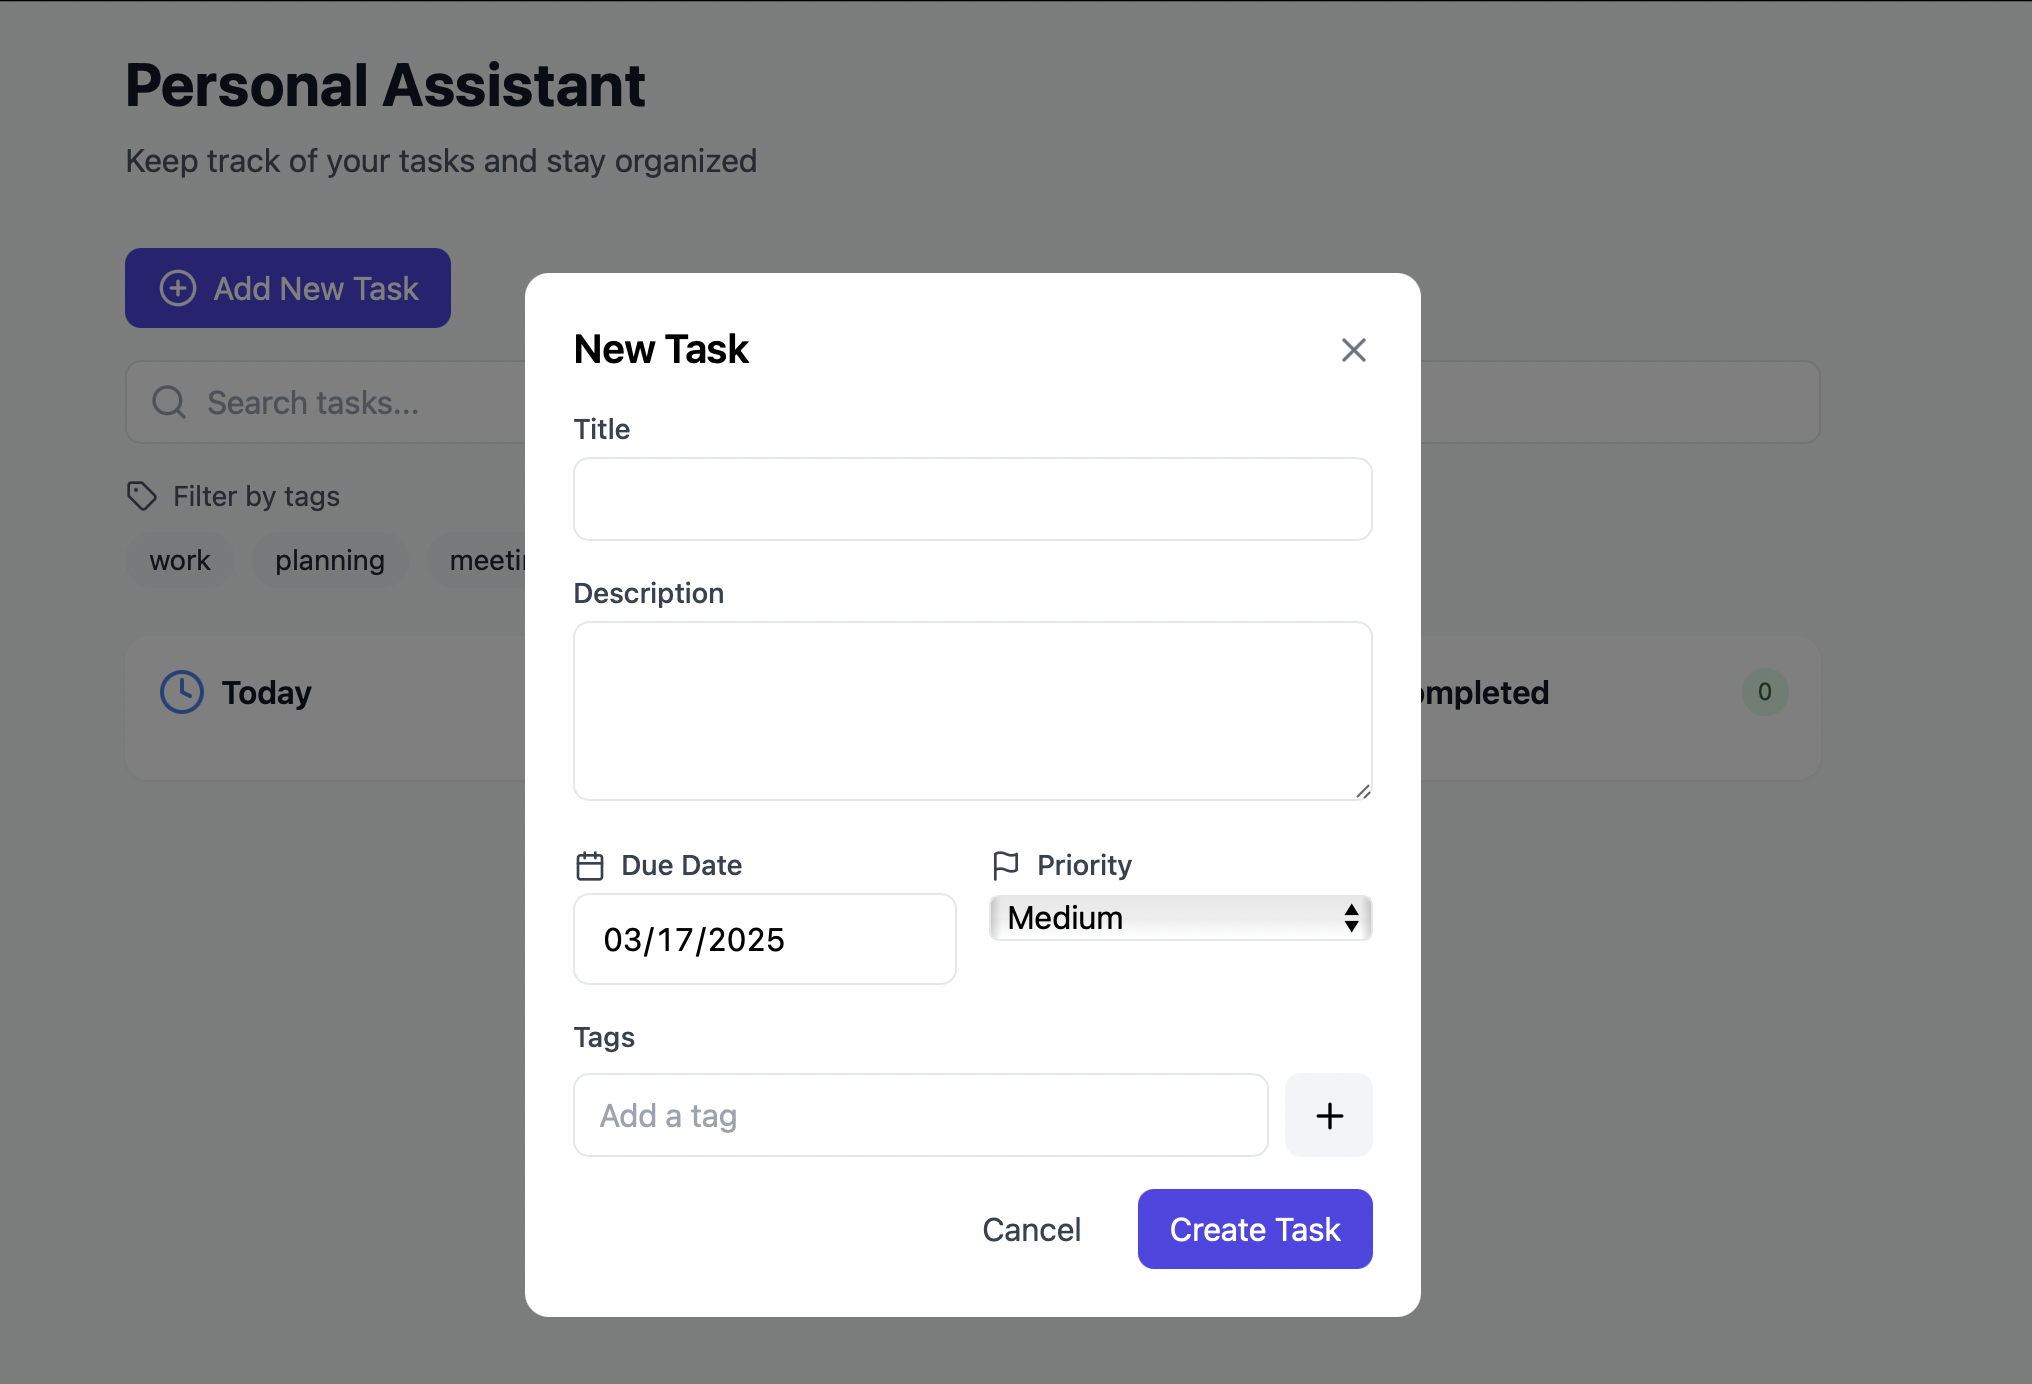 Personal Assistant
Keep track of your tasks and stay organized
Add New Task
Search tasks...
Filter by tags
work planning
Today
ompleted 0
New Task
Title
Description
Due Date Priority
03/17/2025 Medium
Tags
Add a tag
Cancel Create Task